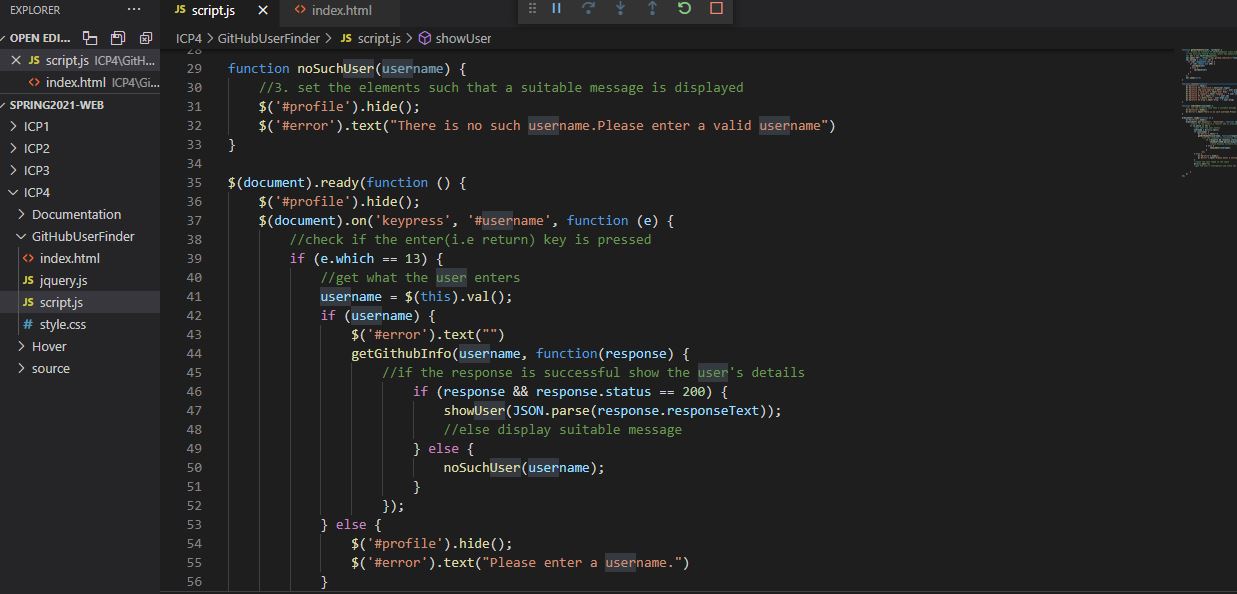 EXPLORER ...
OPEN EDI...
JS script.js ICP4\GitH...
<> index.html ICP4\Gi...
SPRING2021-WEB
ICP1
ICP2
ICP3
ICP4
Documentation
GitHubUserFinder
<> index.html
JS jquery.js
JS script.js
# style.css
Hover
source
JS script.js
<> index.html
ICP4 > GitHubUserFinder > JS script.js > showUser
28
29 function noSuchUser(username) {
30 //3. set the elements such that a suitable message is displayed
31 $('#profile').hide();
32 $('#error').text("There is no such username.Please enter a valid username")
33 }
34
35 $(document).ready(function () {
36 $('#profile').hide();
37 $(document).on('keypress', '#username', function (e) {
38 //check if the enter(i.e return) key is pressed
39 if (e.which == 13) {
40 //get what the user enters
41 username = $(this).val();
42 if (username) {
43 $('#error').text("")
44 getGithubInfo(username, function(response) {
45 //if the response is successful show the user's details
46 if (response && response.status == 200) {
47 showUser(JSON.parse(response.responseText));
48 //else display suitable message
49 } else {
50 noSuchUser(username);
51 }
52 });
53 } else {
54 $('#profile').hide();
55 $('#error').text("Please enter a username.")
56 }